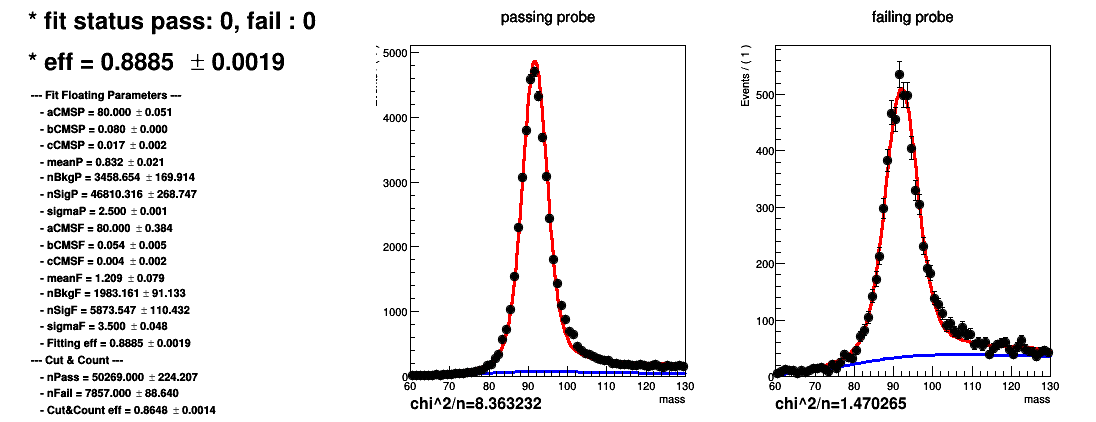 * fit status pass: 0, fail : 0
* eff = 0.8885 ± 0.0019
--- Fit Floating Parameters ---
- aCMSP = 80.000 ± 0.051
- bCMSP = 0.080 ± 0.000
- cCMSP = 0.017 ± 0.002
- meanP = 0.832 ± 0.021
- nBkgP = 3458.654 ± 169.914
- nSigP = 46810.316 ± 268.747
- sigmaP = 2.500 ± 0.001
- aCMSF = 80.000 ± 0.384
- bCMSF = 0.054 ± 0.005
- cCMSF = 0.004 ± 0.002
- meanF = 1.209 ± 0.079
- nBkgF = 1983.161 ± 91.133
- nSigF = 5873.547 ± 110.432
- sigmaF = 3.500 ± 0.048
- Fitting eff = 0.8885 ± 0.0019
--- Cut & Count ---
- nPass = 50269.000 ± 224.207
- nFail = 7857.000 ± 88.640
- Cut&Count eff = 0.8648 ± 0.0014
passing probe
5000
4000
3000
2000
1000
0
60 70 80 90 100 110 120 130
mass
chi^2/n=8.363232
failing probe
Events / ( 1 )
500
400
300
200
100
0
60 70 80 90 100 110 120 130
mass
chi^2/n=1.470265